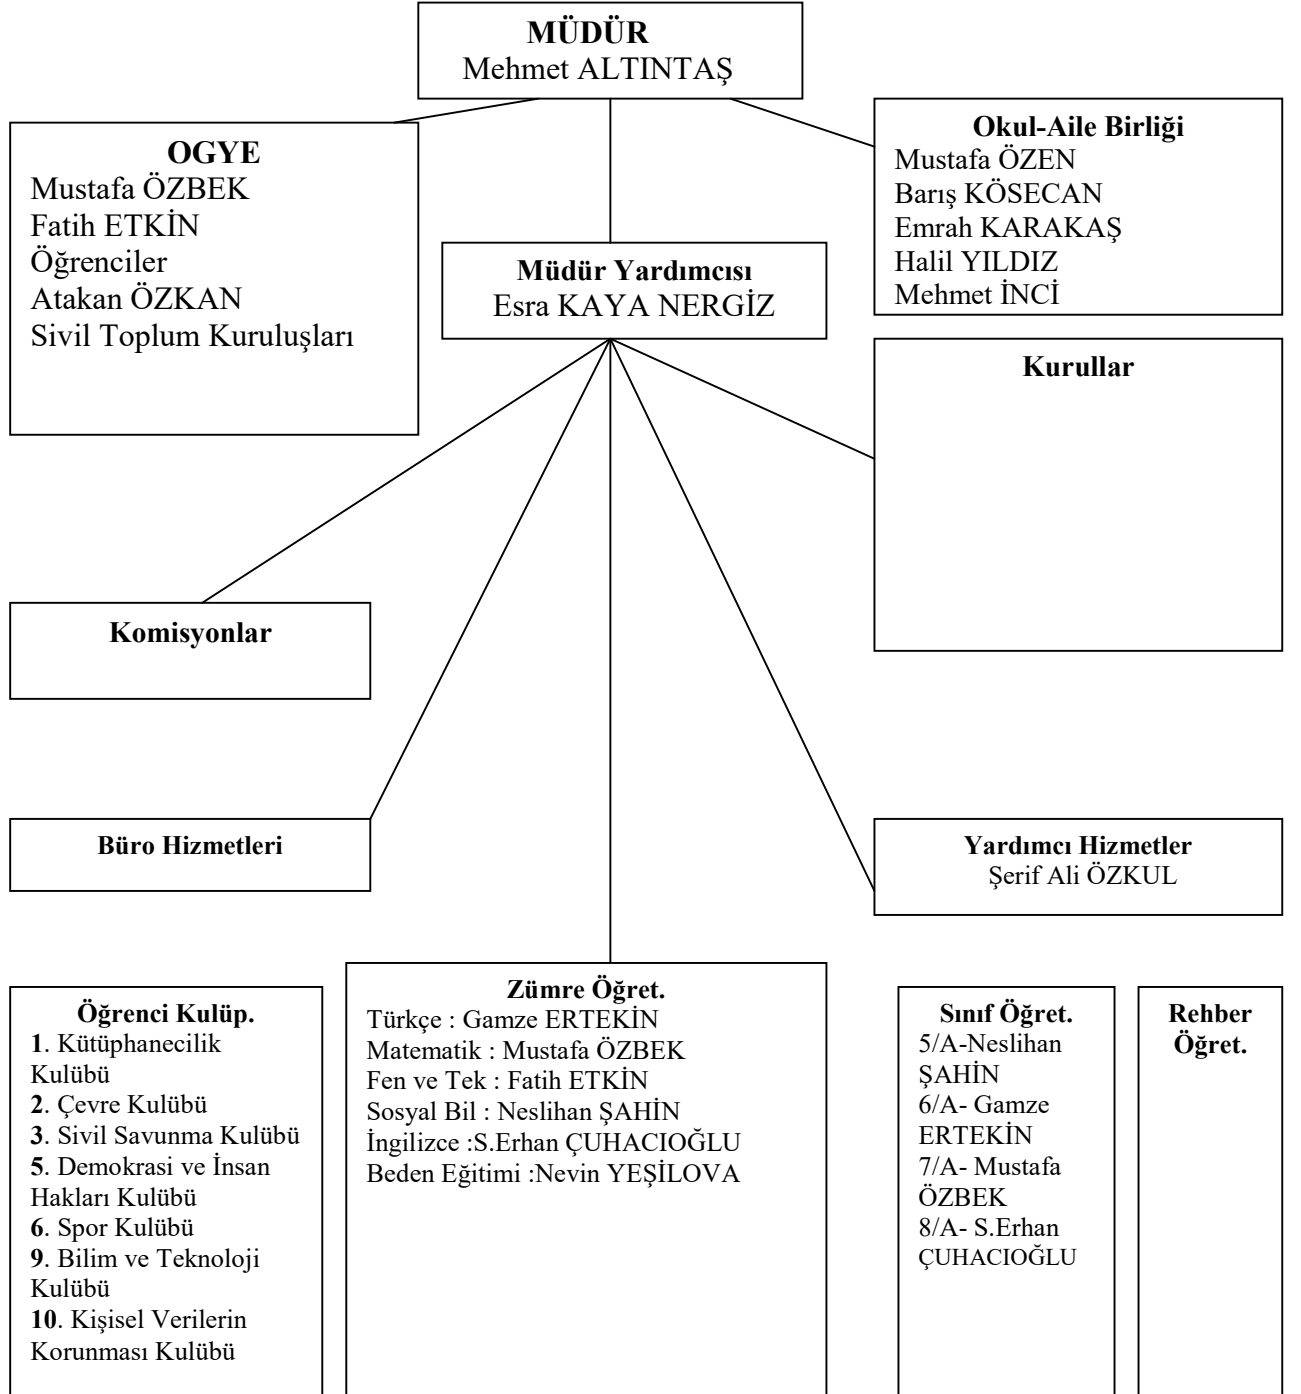 MÜDÜR
Mehmet ALTINTAŞ
OGYE
Mustafa ÖZBEK
Fatih ETKİN
Öğrenciler
Atakan ÖZKAN
Sivil Toplum Kuruluşları
Okul-Aile Birliği
Mustafa ÖZEN
Barış KÖSECAN
Emrah KARAKAŞ
Halil YILDIZ
Mehmet İNCİ
Müdür Yardımcısı
Esra KAYA NERGİZ
Kurullar
Komisyonlar
Büro Hizmetleri
Yardımcı Hizmetler
Şerif Ali ÖZKUL
Öğrenci Kulüp.
1. Kütüphanecilik
Kulübü
2. Çevre Kulübü
3. Sivil Savunma Kulübü
5. Demokrasi ve İnsan
Hakları Kulübü
6. Spor Kulübü
9. Bilim ve Teknoloji
Kulübü
10. Kişisel Verilerin
Korunması Kulübü
Zümre Öğret.
Türkçe : Gamze ERTEKİN
Matematik : Mustafa ÖZBEK
Fen ve Tek : Fatih ETKİN
Sosyal Bil : Neslihan ŞAHİN
İngilizce :S.Erhan ÇUHACIOĞLU
Beden Eğitimi :Nevin YEŞİLOVA
Sınıf Öğret.
5/A-Neslihan
ŞAHİN
6/A- Gamze
ERTEKİN
7/A- Mustafa
ÖZBEK
8/A- S.Erhan
ÇUHACIOĞLU
Rehber
Öğret.